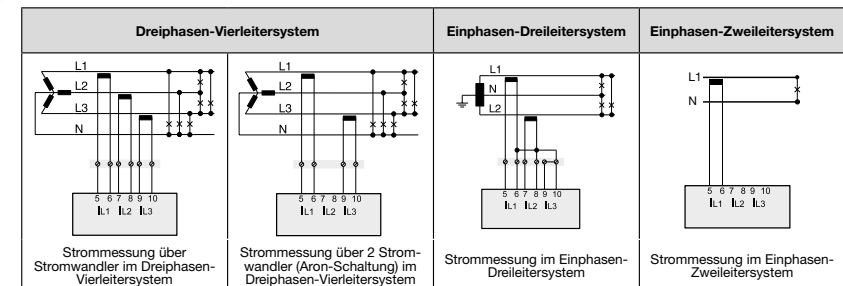 Dreiphasen-Vierleitersystem
Einphasen-Dreileitersystem
Einphasen-Zweileitersystem
L1
L2
L3
N
5 6 7 8 9 10
IL1 IL2 IL3
Strommessung über
Stromwandler im Dreiphasen-
Vierleitersystem
L1
L2
L3
N
5 6 7 8 9 10
IL1 IL2 IL3
Strommessung über 2 Strom-
wandler (Aron-Schaltung) im
Dreiphasen-Vierleitersystem
L1
N
L2
5 6 7 8 9 10
IL1 IL2 IL3
Strommessung im Einphasen-
Dreileitersystem
L1
N
5 6 7 8 9 10
IL1 IL2 IL3
Strommessung im Einphasen-
Zweileitersystem